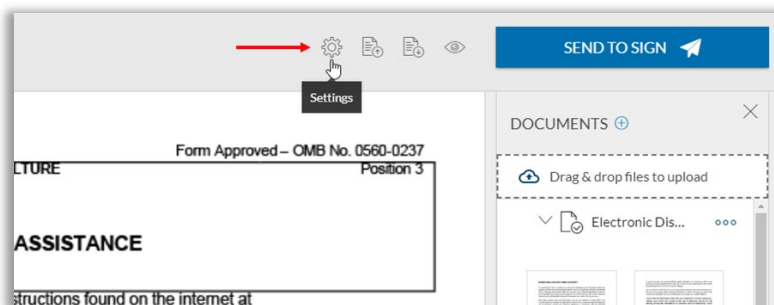 SEND TO SIGN
Settings
DOCUMENTS
Form Approved – OMB No. 0560-0237
LTURE
Position 3
Drag & drop files to upload
Electronic Dis...
ASSISTANCE
structions found on the internet at